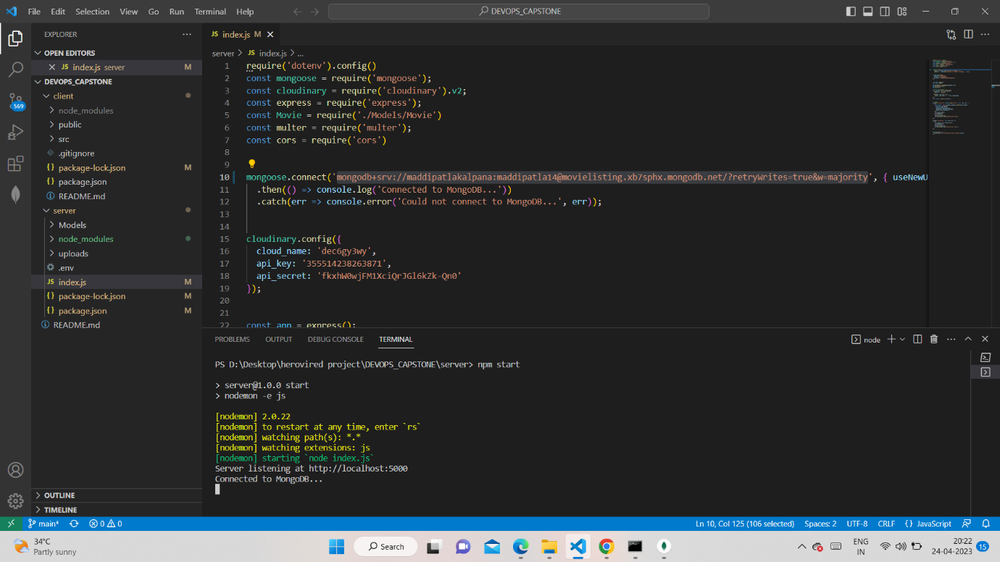 File Edit Selection View Go Run Terminal Help
DEVOPS_CAPSTONE
EXPLORER
OPEN EDITORS
JS index.js server M
DEVOPS_CAPSTONE
client
node_modules
public
src
.gitignore
{} package-lock.json M
{} package.json
README.md
server
Models
node_modules
uploads
.env
JS index.js M
{} package-lock.json M
{} package.json M
README.md
OUTLINE
TIMELINE
569
JS index.js M
server > JS index.js > ...
1 require('dotenv').config()
2 const mongoose = require('mongoose');
3 const cloudinary = require('cloudinary').v2;
4 const express = require('express');
5 const Movie = require('./Models/Movie')
6 const multer = require('multer');
7 const cors = require('cors')
8
9
10 mongoose.connect('mongodb+srv://maddipatlakalpana:maddipatla14@movielisting.xb7sphx.mongodb.net/?retryWrites=true&w=majority', { useNewU
11 .then(() => console.log('Connected to MongoDB...'))
12 .catch(err => console.error('Could not connect to MongoDB...', err));
13
14
15 cloudinary.config({
16 cloud_name: 'dec6gy3wy',
17 api_key: '355514238263871',
18 api_secret: 'fkxhW0wjFM1XciQrJGl6kZk-Qn0'
19 });
20
21
22 const app = express();
PROBLEMS OUTPUT DEBUG CONSOLE TERMINAL
node
PS D:\Desktop\herovired project\DEVOPS_CAPSTONE\server> npm start
> server@1.0.0 start
> nodemon -e js
[nodemon] 2.0.22
[nodemon] to restart at any time, enter `rs`
[nodemon] watching path(s): *.*
[nodemon] watching extensions: js
[nodemon] starting `node index.js`
Server listening at http://localhost:5000
Connected to MongoDB...
main* 0 0
Ln 10, Col 125 (106 selected) Spaces: 2 UTF-8 CRLF {} JavaScript
34°C
Partly sunny
Search
ENG
IN
20:22
24-04-2023
15